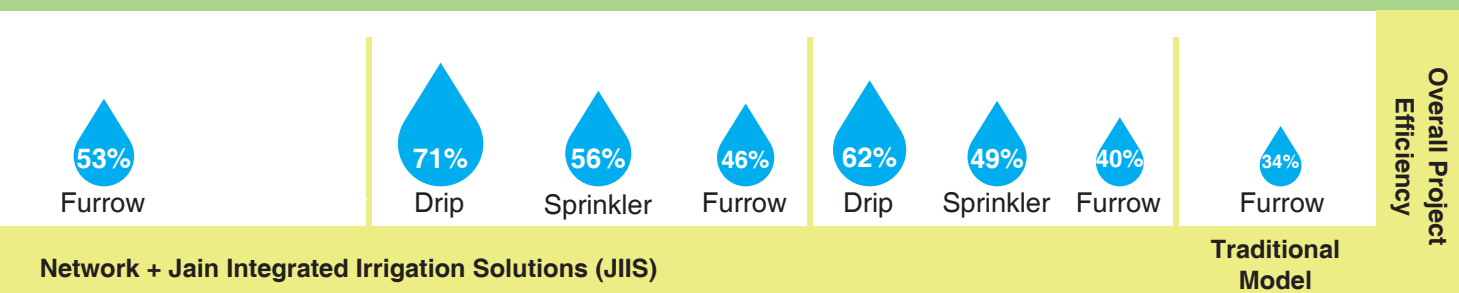 53%
Furrow
71%
Drip
56%
Sprinkler
46%
Furrow
62%
Drip
49%
Sprinkler
40%
Furrow
34%
Furrow
Overall Project
Efficiency
Network + Jain Integrated Irrigation Solutions (JIIS)
Traditional
Model